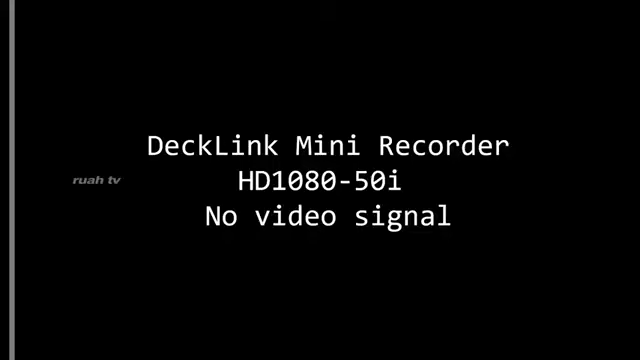 DeckLink Mini Recorder
ruah tv
HD1080-50i
No video signal